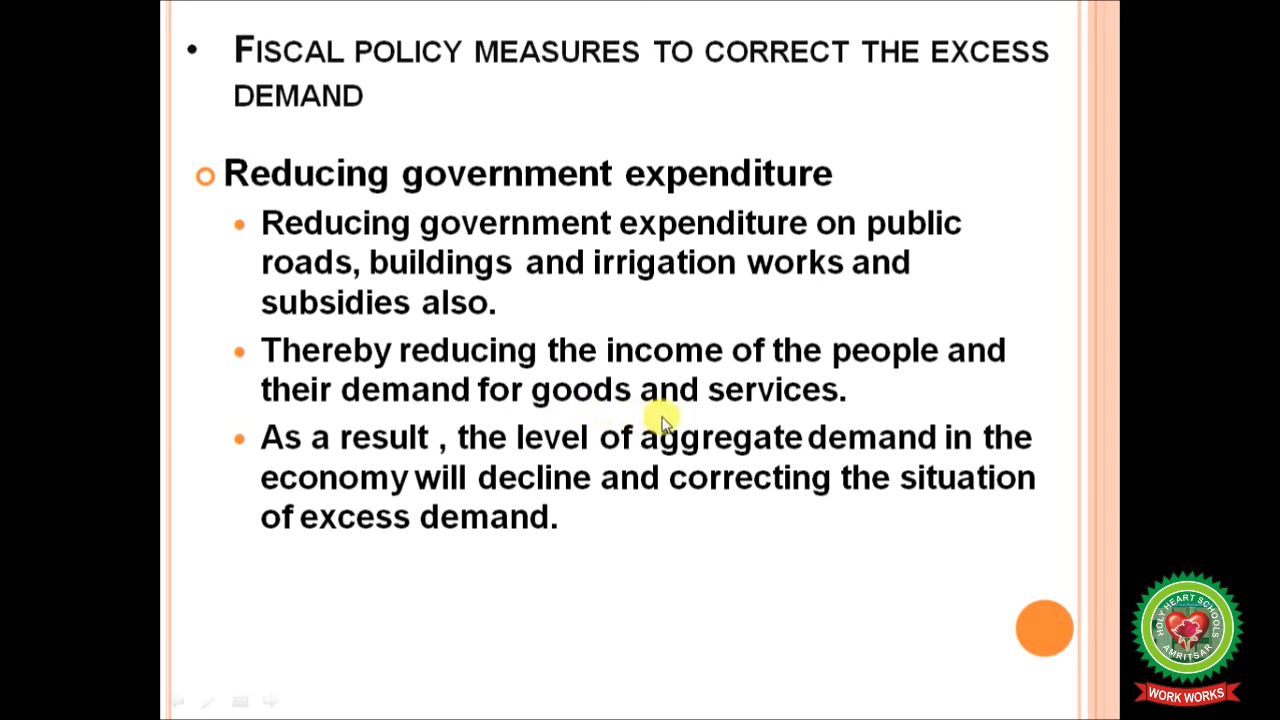 • FISCAL POLICY MEASURES TO CORRECT THE EXCESS
DEMAND
Reducing government expenditure
• Reducing government expenditure on public
roads, buildings and irrigation works and
subsidies also.
• Thereby reducing the income of the people and
their demand for goods and services.
• As a result , the level of aggregate demand in the
economy will decline and correcting the situation
of excess demand.
HOLY HEART SCHOOLS
AMRITSAR
WORK WORKS